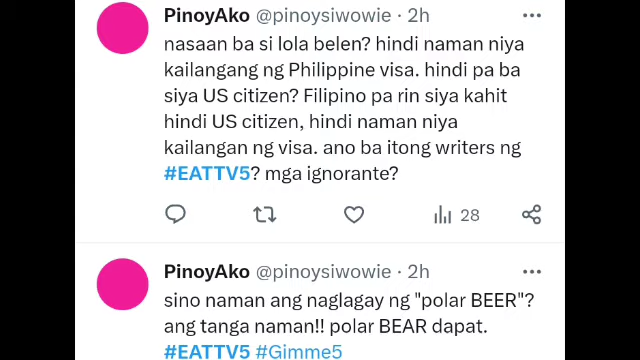 PinoyAko @pinoysiwowie · 2h
nasaan ba si lola belen? hindi naman niya
kailangang ng Philippine visa. hindi pa ba
siya US citizen? Filipino pa rin siya kahit
hindi US citizen, hindi naman niya
kailangan ng visa. ano ba itong writers ng
#EATTV5? mga ignorante?
28
PinoyAko @pinoysiwowie · 2h
sino naman ang naglagay ng "polar BEER"?
ang tanga naman!! polar BEAR dapat.
#EATTV5 #Gimme5